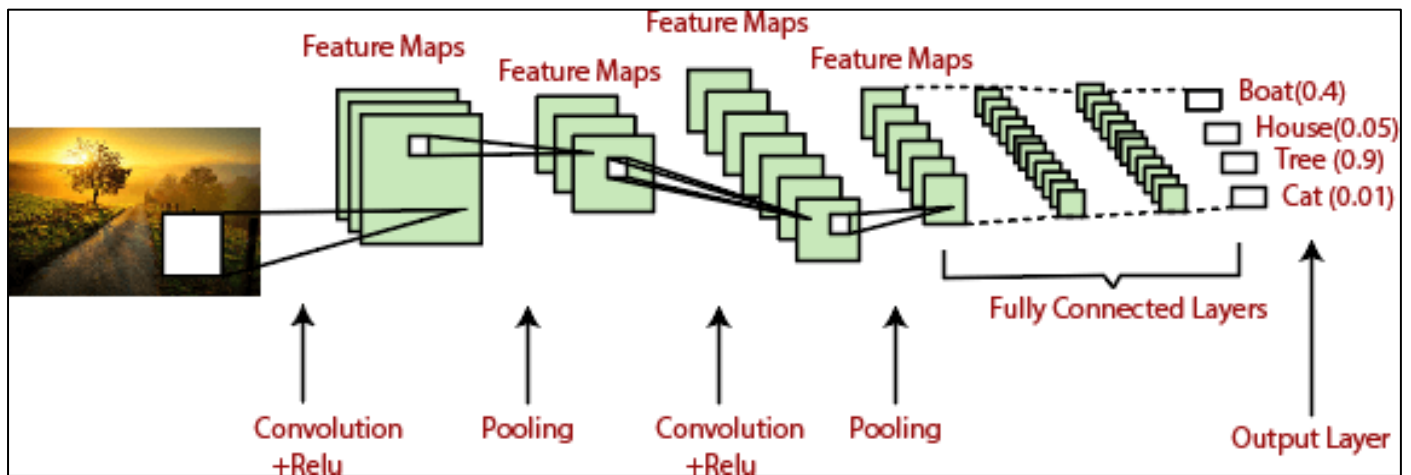 Feature Maps
Feature Maps
Feature Maps
Feature Maps
Boat(0.4)
House(0.05)
Tree (0.9)
Cat (0.01)
Fully Connected Layers
Convolution
+Relu
Pooling
Convolution
+Relu
Pooling
Output Layer